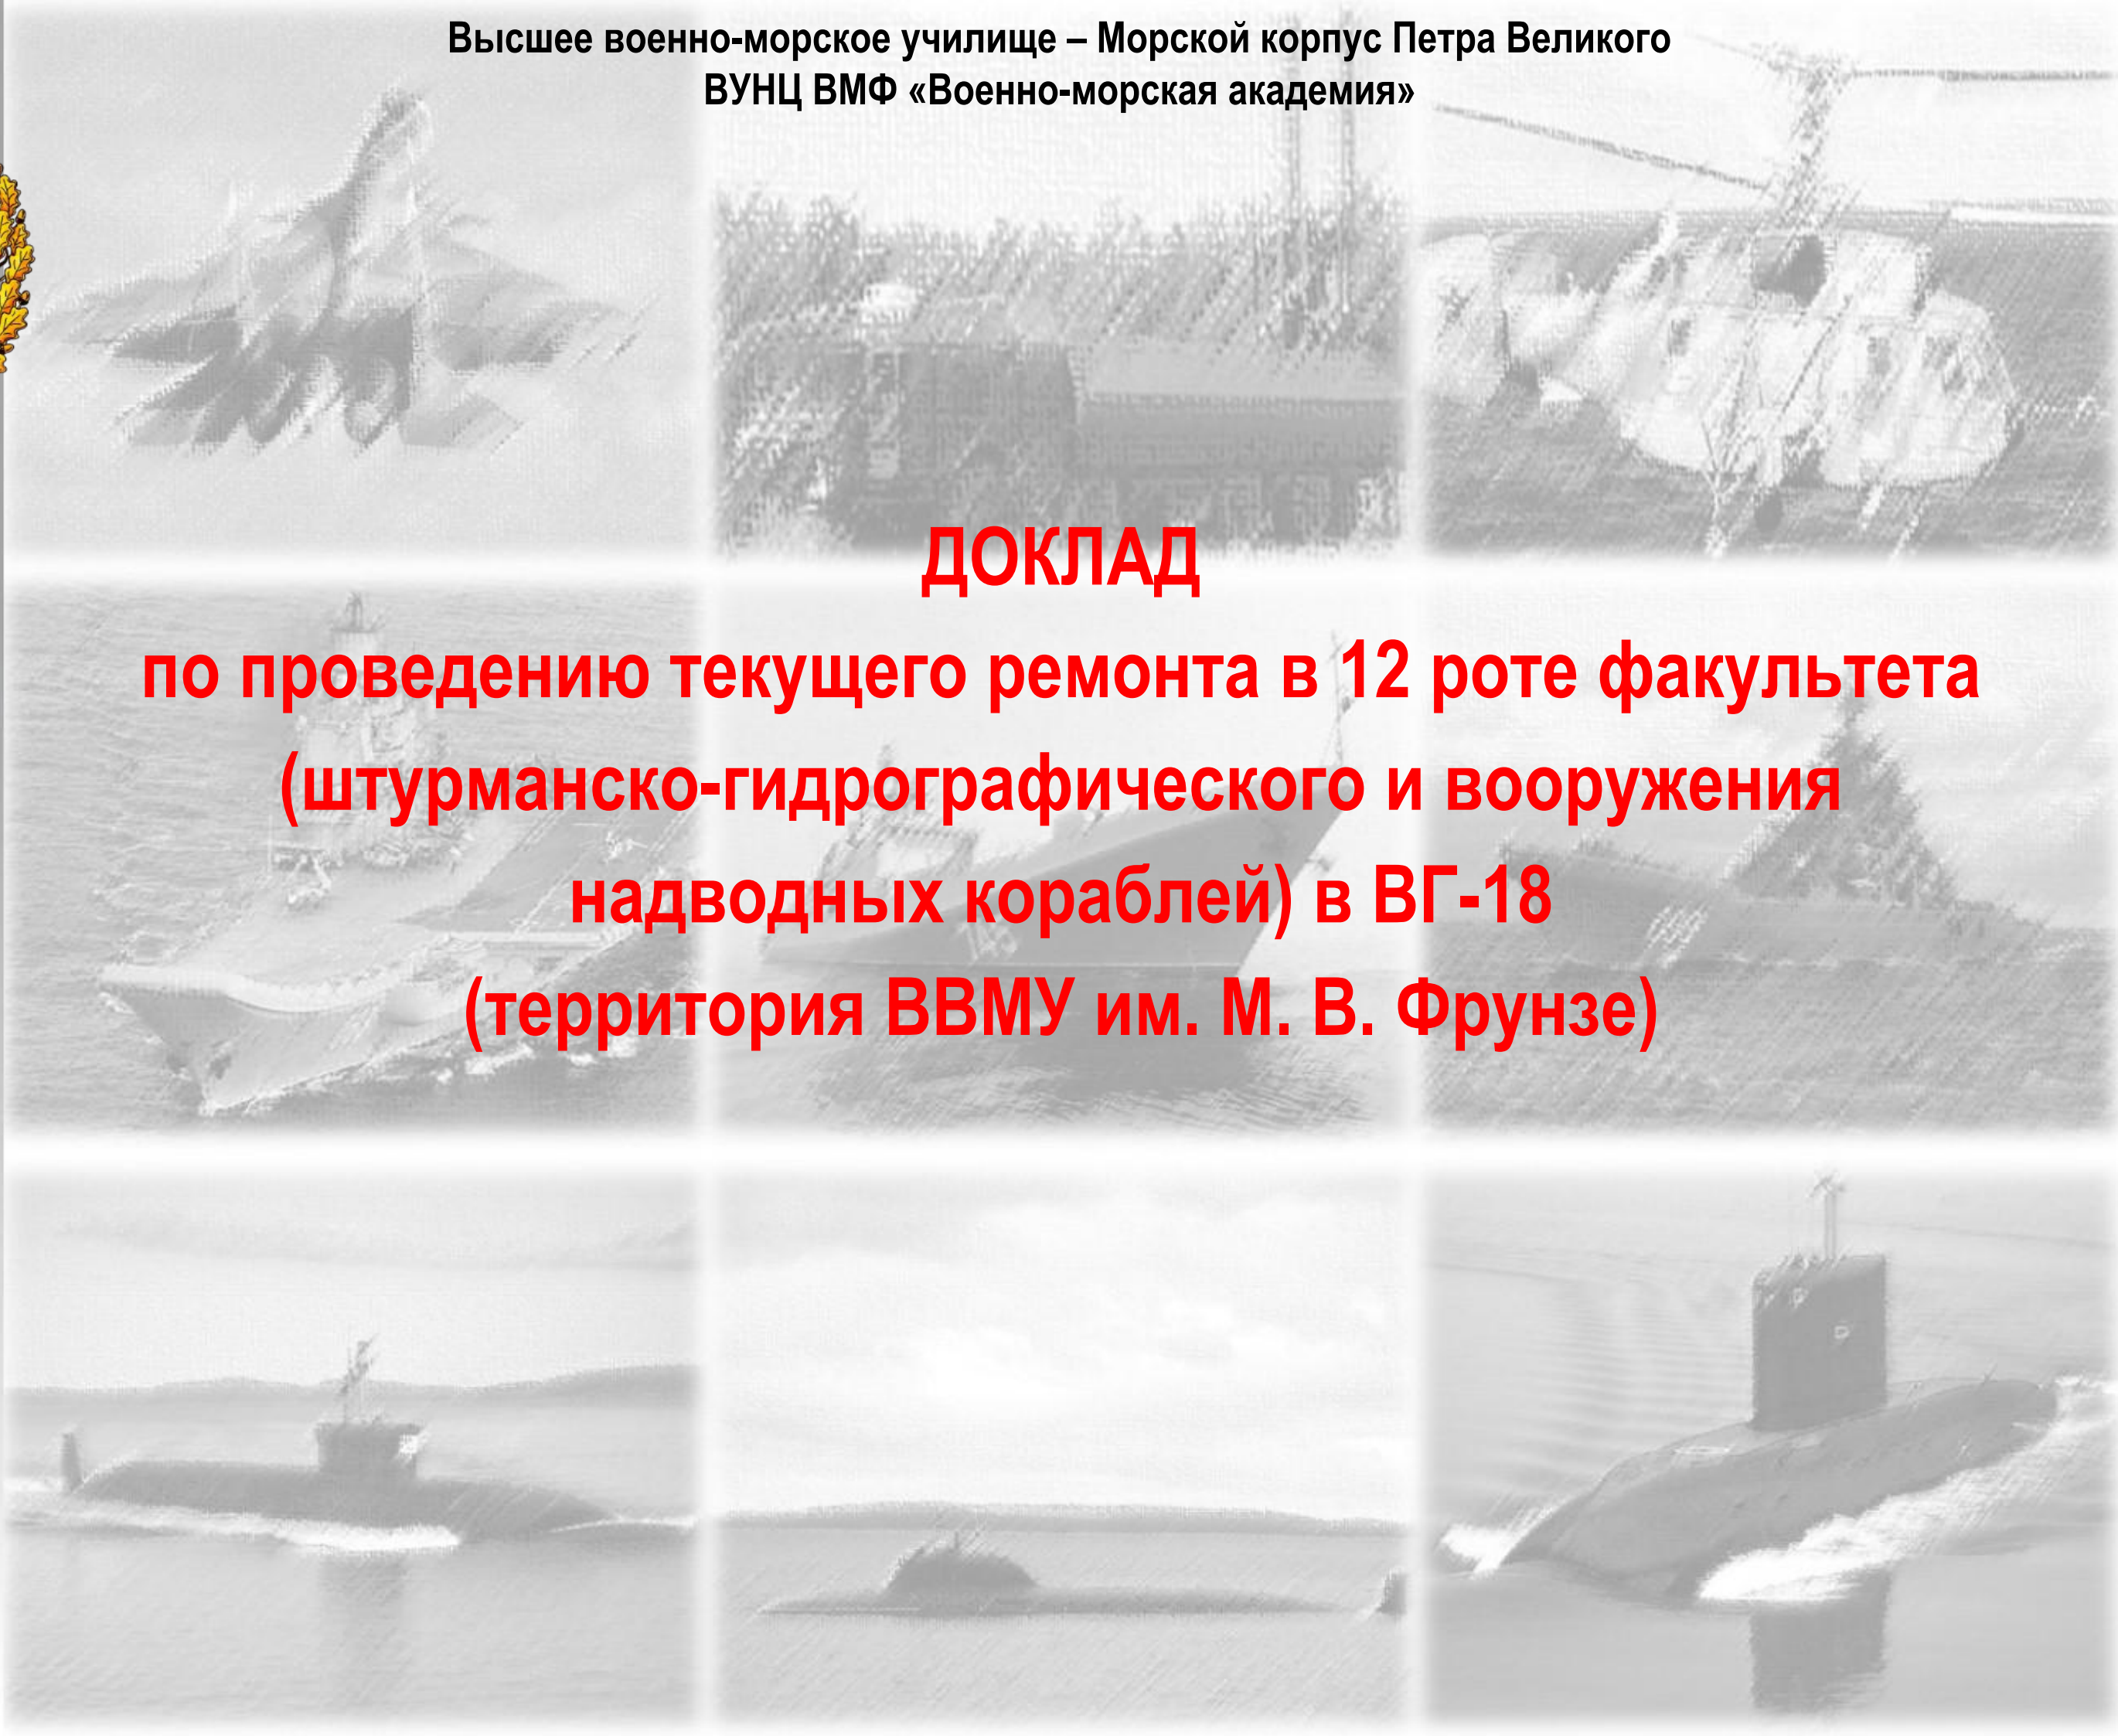 Высшее военно-морское училище – Морской корпус Петра Великого
ВУНЦ ВМФ «Военно-морская академия»
ДОКЛАД
по проведению текущего ремонта в 12 роте факультета
(штурманско-гидрографического и вооружения
надводных кораблей) в ВГ-18
(территория ВВМУ им. М. В. Фрунзе)
745